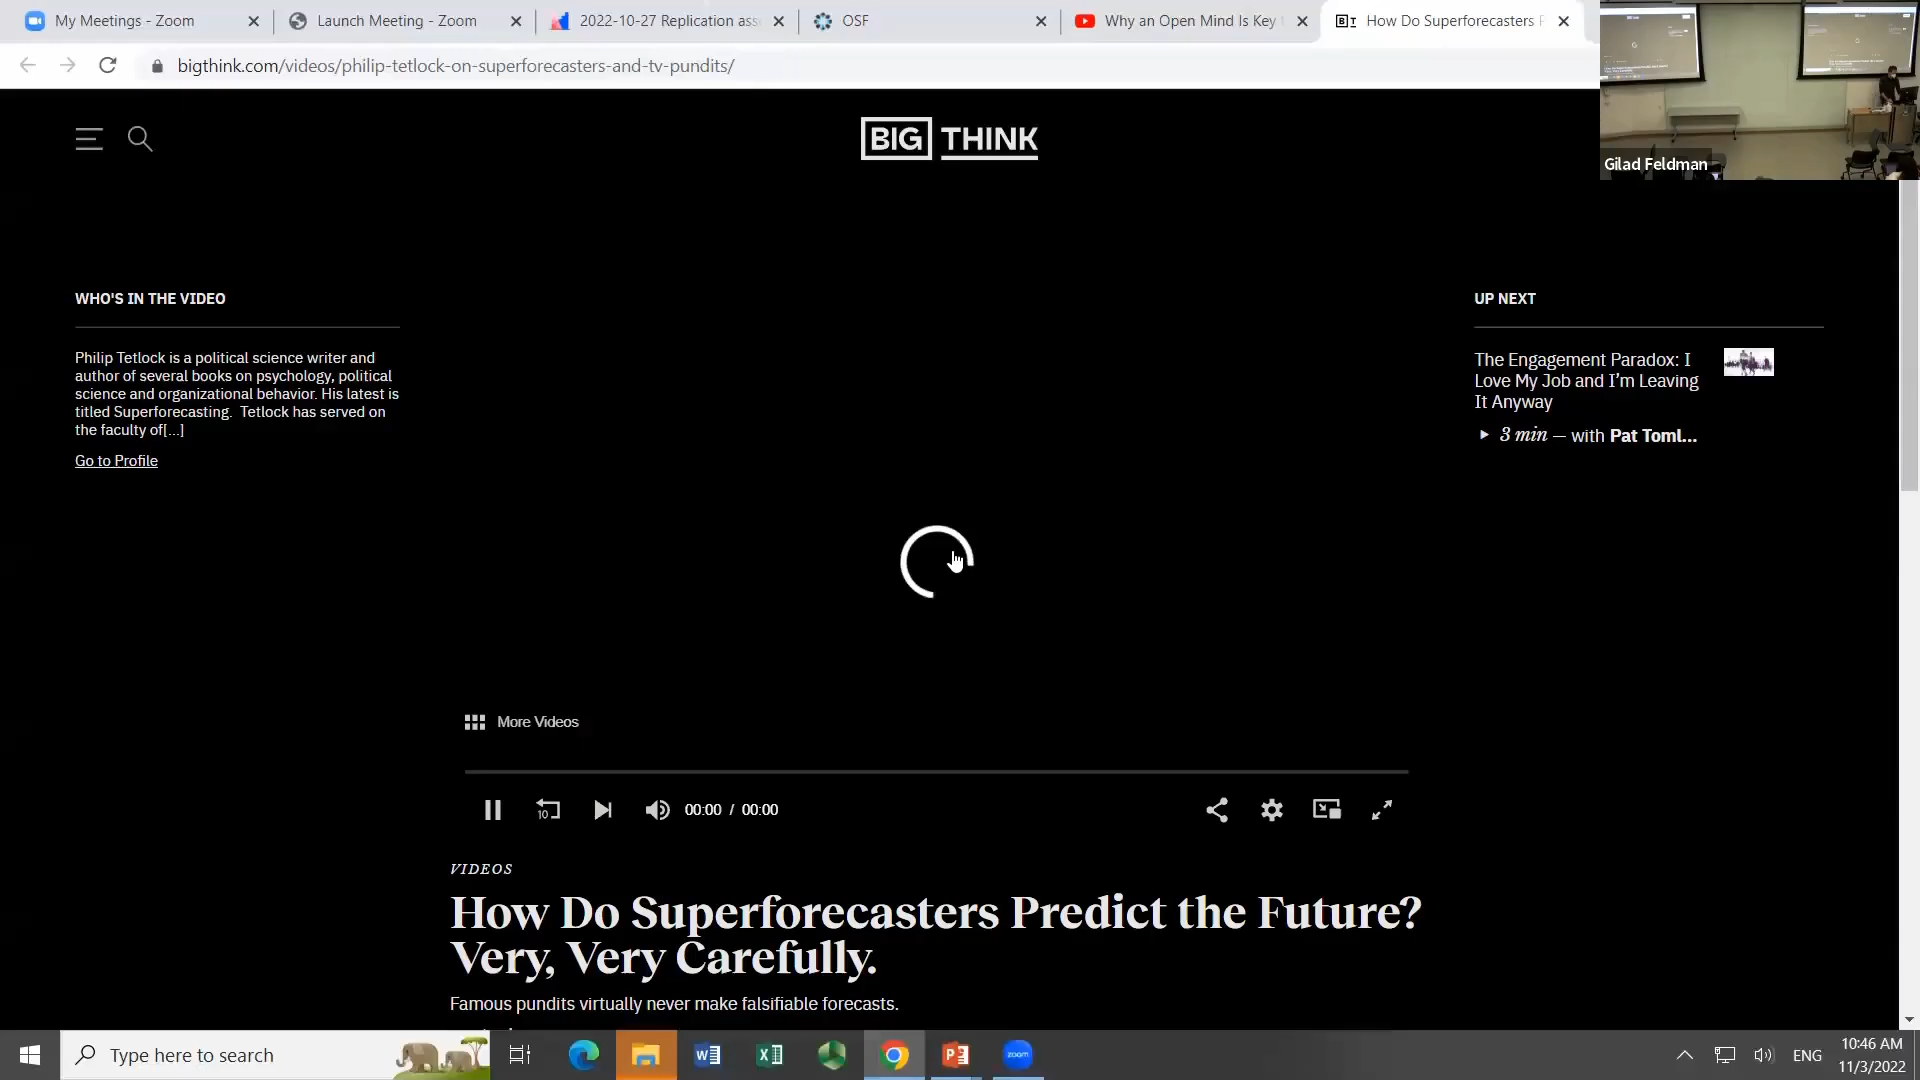 My Meetings - Zoom
Launch Meeting - Zoom
2022-10-27 Replication ass
OSF
Why an Open Mind Is Key
How Do Superforecasters P
bigthink.com/videos/philip-tetlock-on-superforecasters-and-tv-pundits/
Gilad Feldman
BIG THINK
WHO'S IN THE VIDEO
Philip Tetlock is a political science writer and
author of several books on psychology, political
science and organizational behavior. His latest is
titled Superforecasting. Tetlock has served on
the faculty of[...]
Go to Profile
UP NEXT
The Engagement Paradox: I
Love My Job and I'm Leaving
It Anyway
3 min — with Pat Toml...
More Videos
10
00:00 / 00:00
VIDEOS
How Do Superforecasters Predict the Future?
Very, Very Carefully.
Famous pundits virtually never make falsifiable forecasts.
Type here to search
zoom
ENG
10:46 AM
11/3/2022